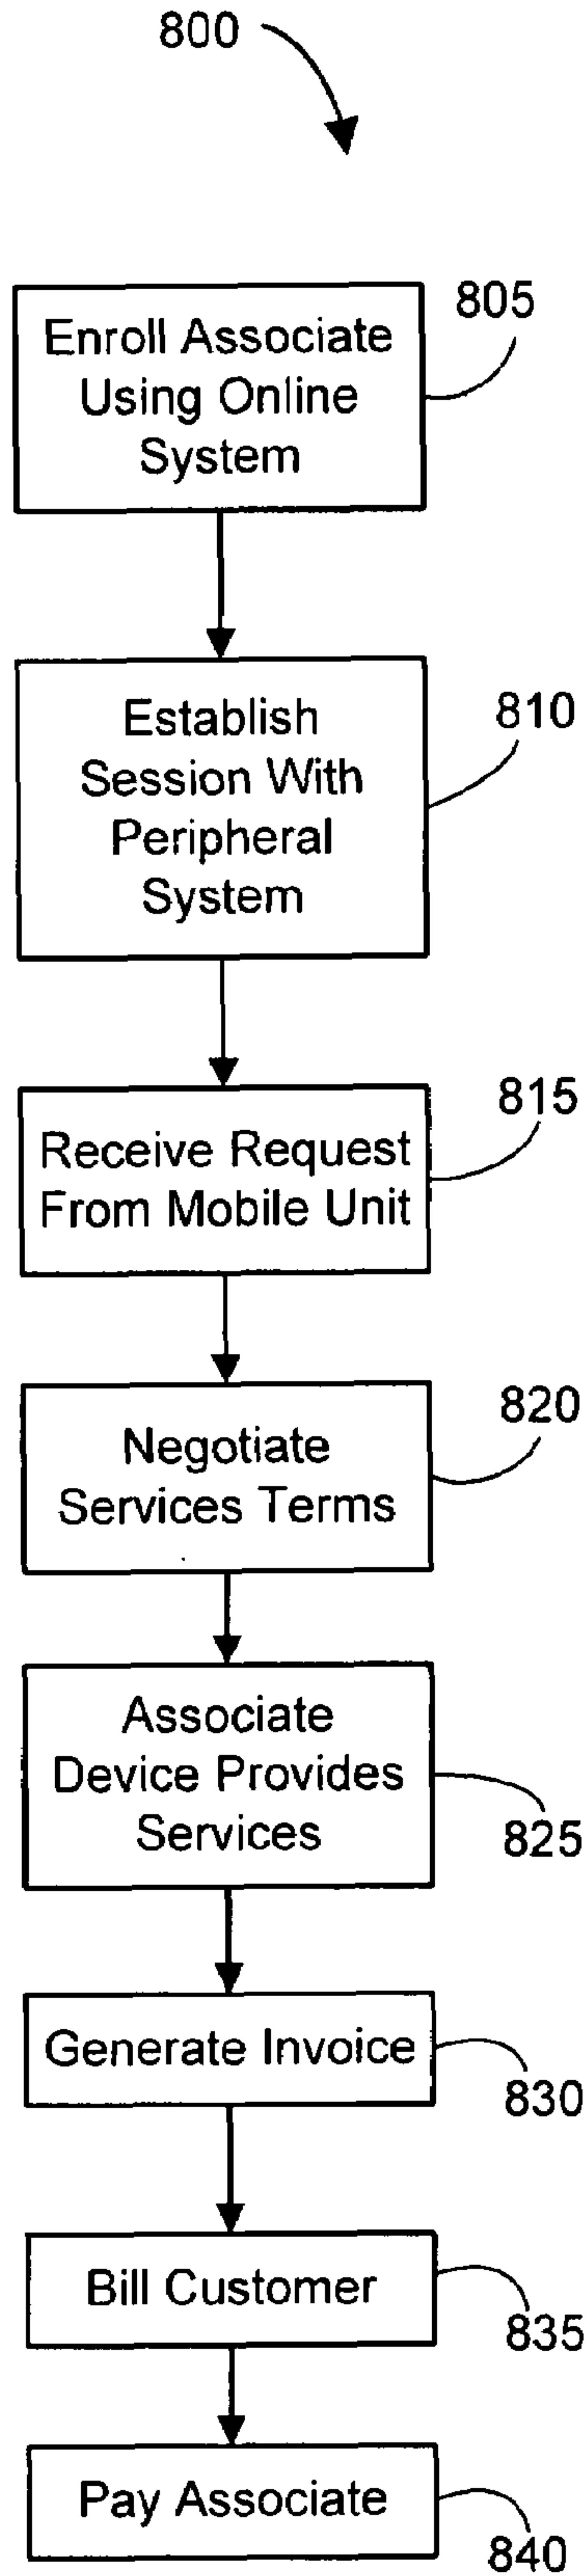 800
805
Enroll Associate
Using Online
System
810
Establish
Session With
Peripheral
System
815
Receive Request
From Mobile Unit
820
Negotiate
Services Terms
Associate
Device Provides
Services
825
Generate Invoice
830
Bill Customer
835
Pay Associate
840